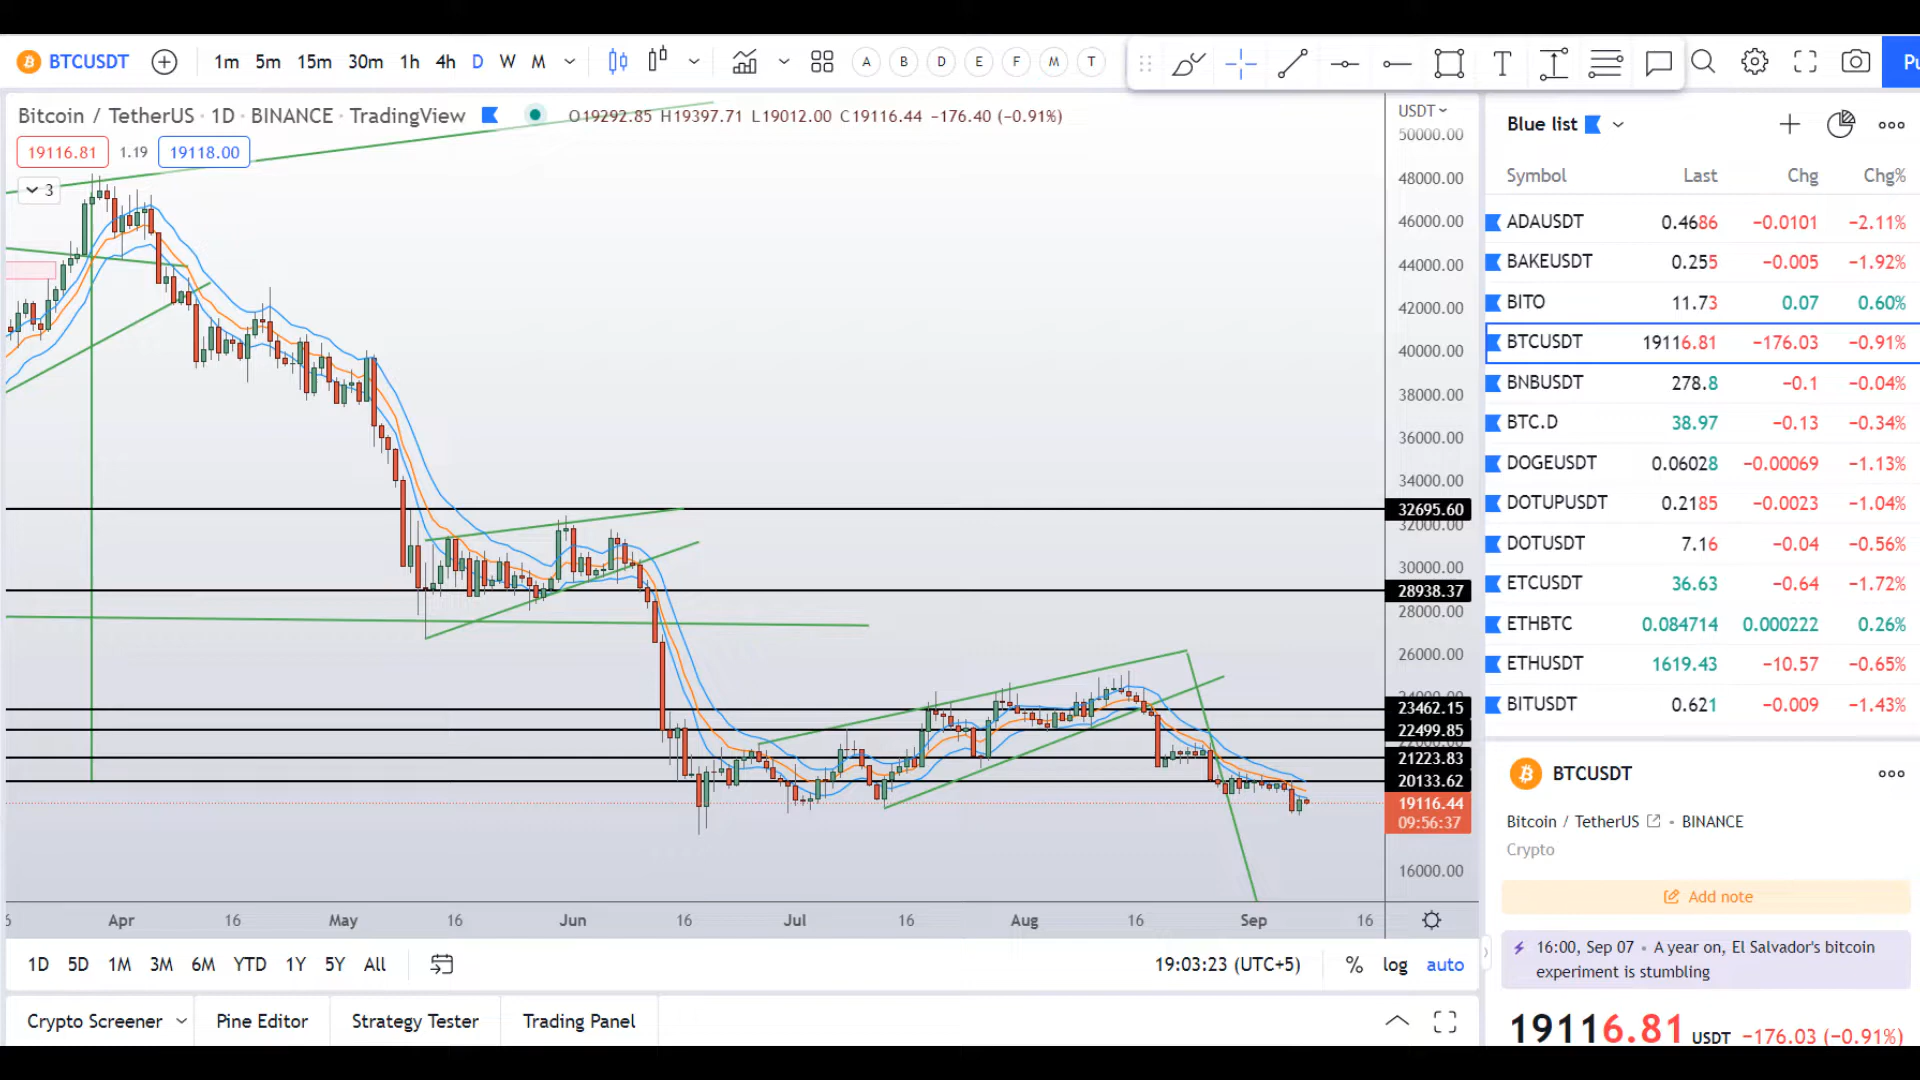 BTCUSDT 1m 5m 15m 30m 1h 4h D W M A B D E F M T T Pu
Bitcoin / TetherUS · 1D · BINANCE · TradingView O19292.85 H19397.71 L19012.00 C19116.44 −176.40 (−0.91%)
19116.81 1.19 19118.00
3
USDT
50000.00
48000.00
46000.00
44000.00
42000.00
40000.00
38000.00
36000.00
34000.00
32695.60
32000.00
30000.00
28938.37
28000.00
26000.00
24000.00
23462.15
22499.85
22000.00
21223.83
20133.62
19116.44
09:56:37
16000.00
6 Apr 16 May 16 Jun 16 Jul 16 Aug 16 Sep 16
1D 5D 1M 3M 6M YTD 1Y 5Y All 19:03:23 (UTC+5) % log auto
Crypto Screener Pine Editor Strategy Tester Trading Panel
Blue list
Symbol Last Chg Chg%
ADAUSDT 0.4686 −0.0101 −2.11%
BAKEUSDT 0.255 −0.005 −1.92%
BITO 11.73 0.07 0.60%
BTCUSDT 19116.81 −176.03 −0.91%
BNBUSDT 278.8 −0.1 −0.04%
BTC.D 38.97 −0.13 −0.34%
DOGEUSDT 0.06028 −0.00069 −1.13%
DOTUPUSDT 0.2185 −0.0023 −1.04%
DOTUSDT 7.16 −0.04 −0.56%
ETCUSDT 36.63 −0.64 −1.72%
ETHBTC 0.084714 0.000222 0.26%
ETHUSDT 1619.43 −10.57 −0.65%
BITUSDT 0.621 −0.009 −1.43%
BTCUSDT
Bitcoin / TetherUS • BINANCE
Crypto
Add note
16:00, Sep 07 • A year on, El Salvador's bitcoin
experiment is stumbling
19116.81 USDT −176.03 (−0.91%)